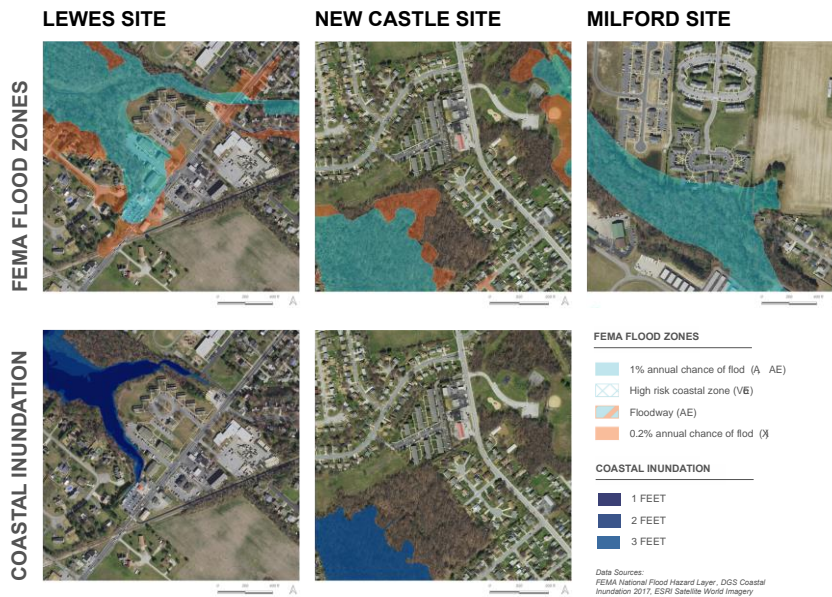 LEWES SITE
NEW CASTLE SITE
MILFORD SITE
FEMA FLOOD ZONES
COASTAL INUNDATION
FEMA FLOOD ZONES
1% annual chance of flod (A, AE)
High risk coastal zone (VE)
Floodway (AE)
0.2% annual chance of flod (X)
COASTAL INUNDATION
1 FEET
2 FEET
3 FEET
Data Sources:
FEMA National Flood Hazard Layer, DGS Coastal
Inundation 2017, ESRI Satellite World Imagery